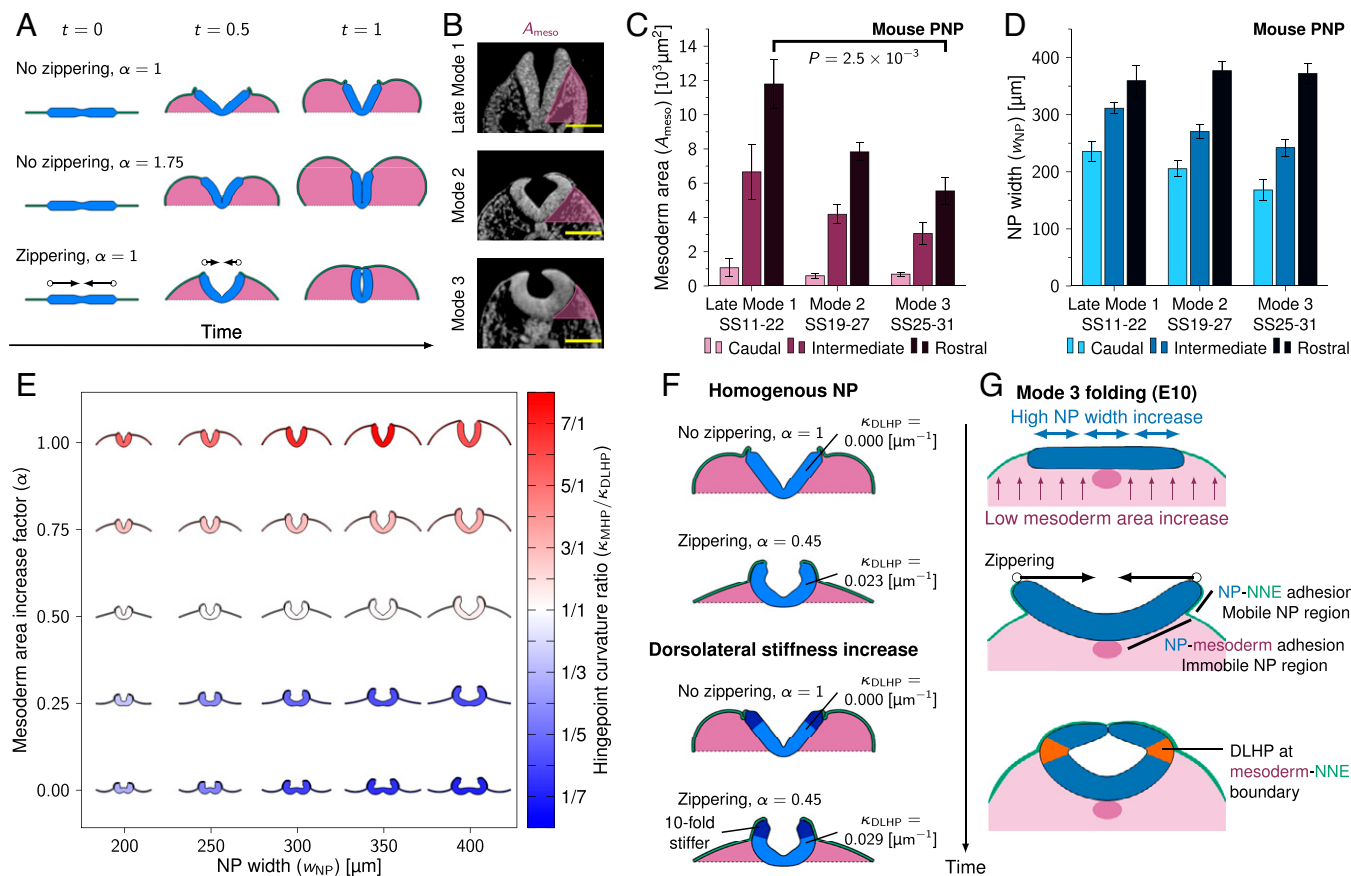 A
t = 0
t = 0.5
t = 1
No zippering, α = 1
No zippering, α = 1.75
Zippering, α = 1
Time
B
A_meso
Late Mode 1
Mode 2
Mode 3
C
Mouse PNP
P = 2.5 × 10⁻³
Mesoderm area (A_meso) [10³μm²]
14
12
10
8
6
4
2
0
Late Mode 1
SS11-22
Mode 2
SS19-27
Mode 3
SS25-31
Caudal
Intermediate
Rostral
D
Mouse PNP
NP width (w_NP) [μm]
400
300
200
100
0
Late Mode 1
SS11-22
Mode 2
SS19-27
Mode 3
SS25-31
Caudal
Intermediate
Rostral
E
Mesoderm area increase factor (α)
1.00
0.75
0.50
0.25
0.00
200
250
300
350
400
NP width (w_NP) [μm]
7/1
5/1
3/1
1/1
1/3
1/5
1/7
Hingepoint curvature ratio (κ_MHP/κ_DLHP)
F
Homogenous NP
No zippering, α = 1
κ_DLHP =
0.000 [μm⁻¹]
Zippering, α = 0.45
κ_DLHP =
0.023 [μm⁻¹]
Dorsolateral stiffness increase
No zippering, α = 1
κ_DLHP =
0.000 [μm⁻¹]
Zippering, α = 0.45
10-fold
stiffer
κ_DLHP =
0.029 [μm⁻¹]
Time
G
Mode 3 folding (E10)
High NP width increase
Low mesoderm area increase
Zippering
NP-NNE adhesion
Mobile NP region
NP-mesoderm adhesion
Immobile NP region
DLHP at
mesoderm-NNE
boundary